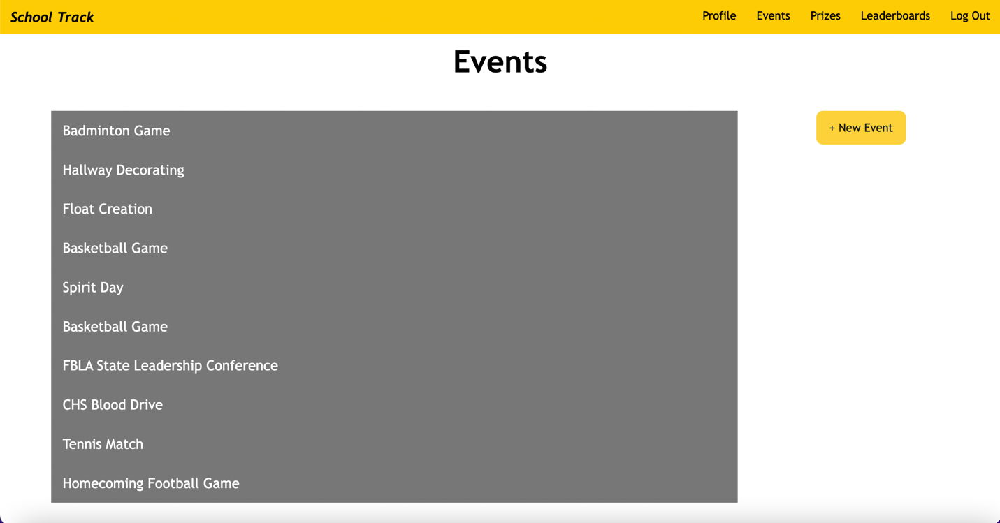 School Track
Profile Events Prizes Leaderboards Log Out
Events
+ New Event
Badminton Game
Hallway Decorating
Float Creation
Basketball Game
Spirit Day
Basketball Game
FBLA State Leadership Conference
CHS Blood Drive
Tennis Match
Homecoming Football Game